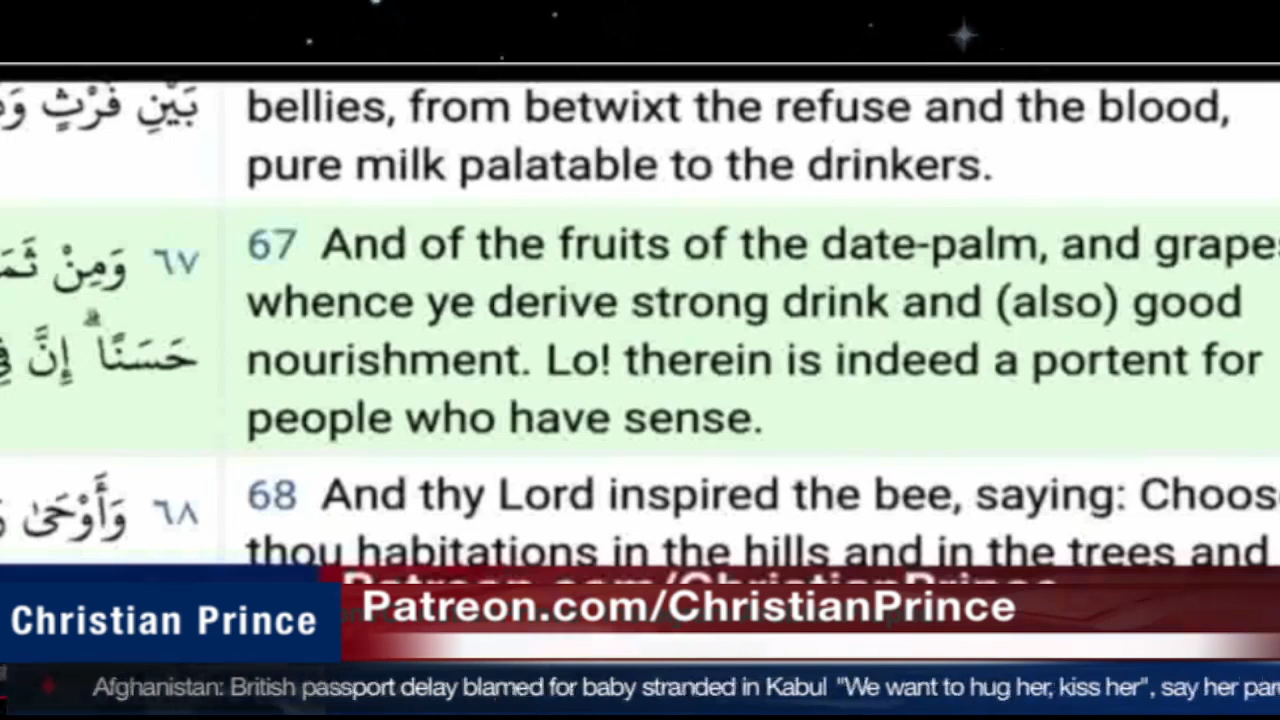 بَيْنِ فَرْثٍ
bellies, from betwixt the refuse and the blood,
pure milk palatable to the drinkers.
٦٧ وَمِنْ
67 And of the fruits of the date-palm, and grapes
whence ye derive strong drink and (also) good
حَسَنًا ۗ إِنَّ
nourishment. Lo! therein is indeed a portent for
people who have sense.
٦٨ وَأَوْحَىٰ
68 And thy Lord inspired the bee, saying: Choos
thou habitations in the hills and in the trees and
Patreon.com/ChristianPrince
Christian Prince
Patreon.com/ChristianPrince
Afghanistan: British passport delay blamed for baby stranded in Kabul "We want to hug her, kiss her", say her par